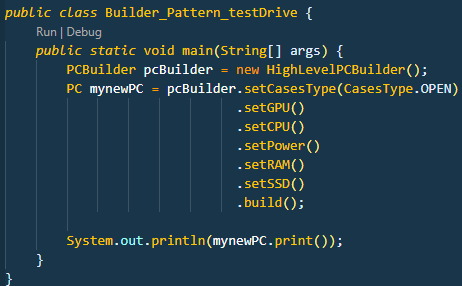 public class Builder_Pattern_testDrive {
Run | Debug
public static void main(String[] args) {
PCBuilder pcBuilder = new HighLevelPCBuilder();
PC mynewPC = pcBuilder.setCasesType(CasesType.OPEN)
.setGPU()
.setCPU()
.setPower()
.setRAM()
.setSSD()
.build();
System.out.println(mynewPC.print());
}
}